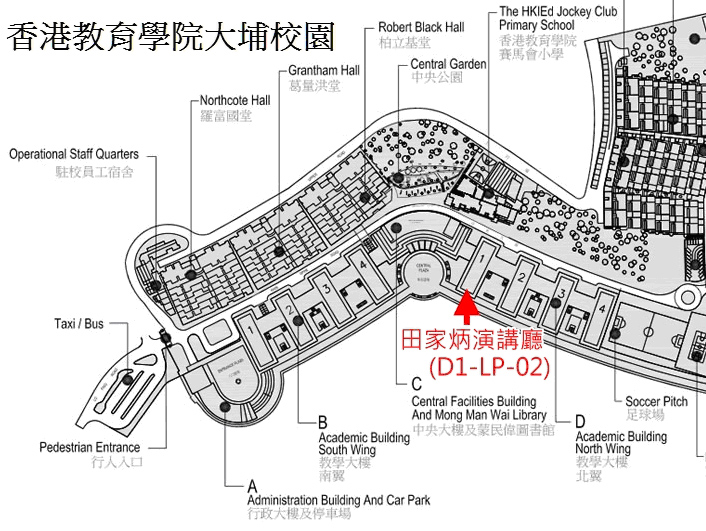 香港教育學院大埔校園
The HKIEd Jockey Club
Primary School
香港教育學院
賽馬會小學
Robert Black Hall
柏立基堂
Central Garden
中央公園
Grantham Hall
葛量洪堂
Northcote Hall
羅富國堂
Operational Staff Quarters
駐校員工宿舍
CENTRAL
PLAZA
1
2
3
4
1
2
3
4
田家炳演講廳
(D1-LP-02)
Taxi / Bus
ENTRANCE PLAZA
C
Central Facilities Building
And Mong Man Wai Library
中央大樓及蒙民偉圖書館
Soccer Pitch
足球場
B
Academic Building
South Wing
教學大樓
南翼
D
Academic Building
North Wing
教學大樓
北翼
Pedestrian Entrance
行人入口
A
Administration Building And Car Park
行政大樓及停車場